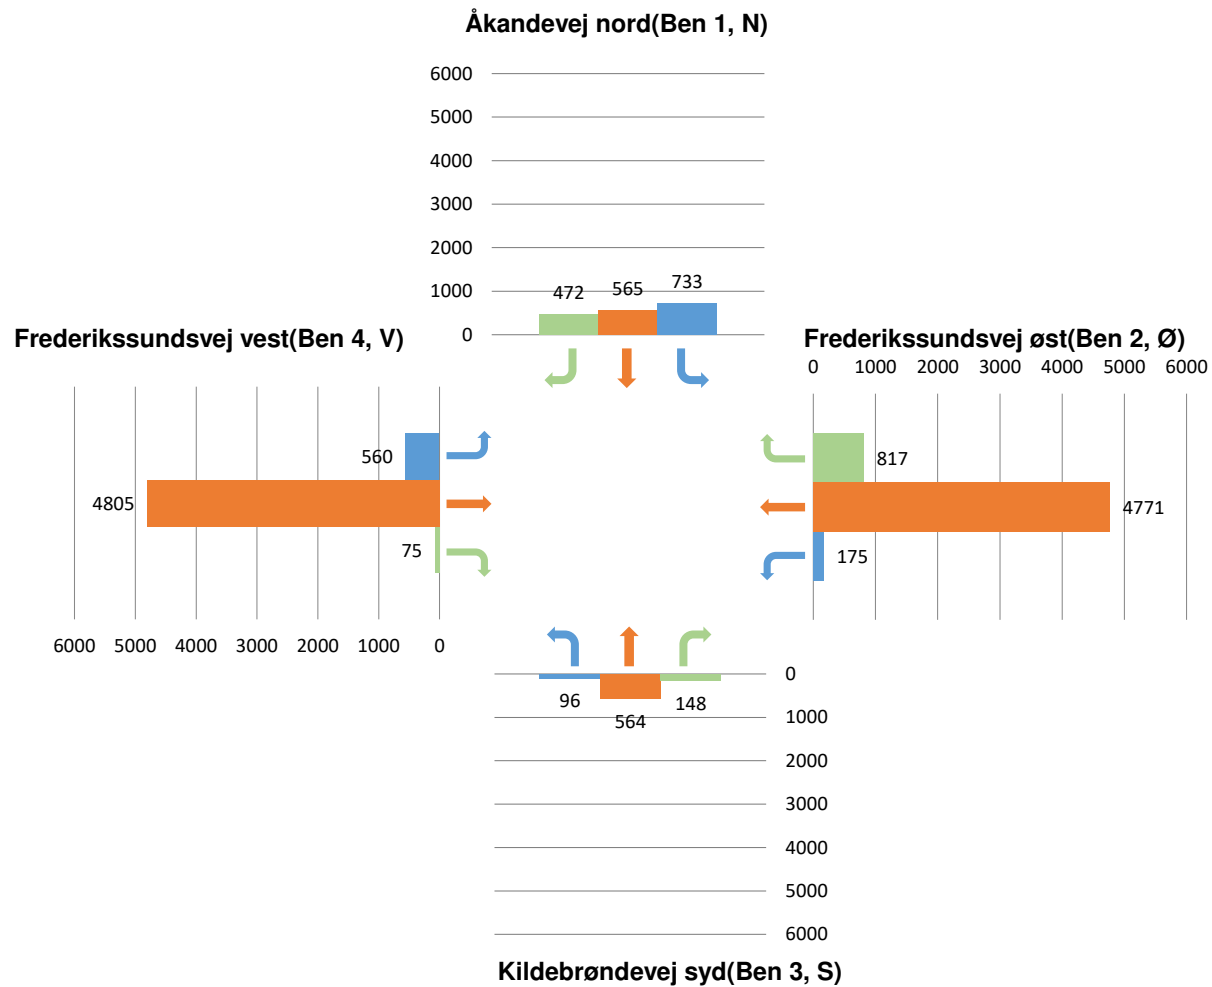 Åkandevej nord(Ben 1, N)
6000
5000
4000
3000
2000
1000
0
472 565 733
Frederikssundsvej vest(Ben 4, V)
560
4805
75
6000 5000 4000 3000 2000 1000 0
Frederikssundsvej øst(Ben 2, Ø)
0 1000 2000 3000 4000 5000 6000
817
4771
175
96 564 148
0
1000
2000
3000
4000
5000
6000
Kildebrøndevej syd(Ben 3, S)